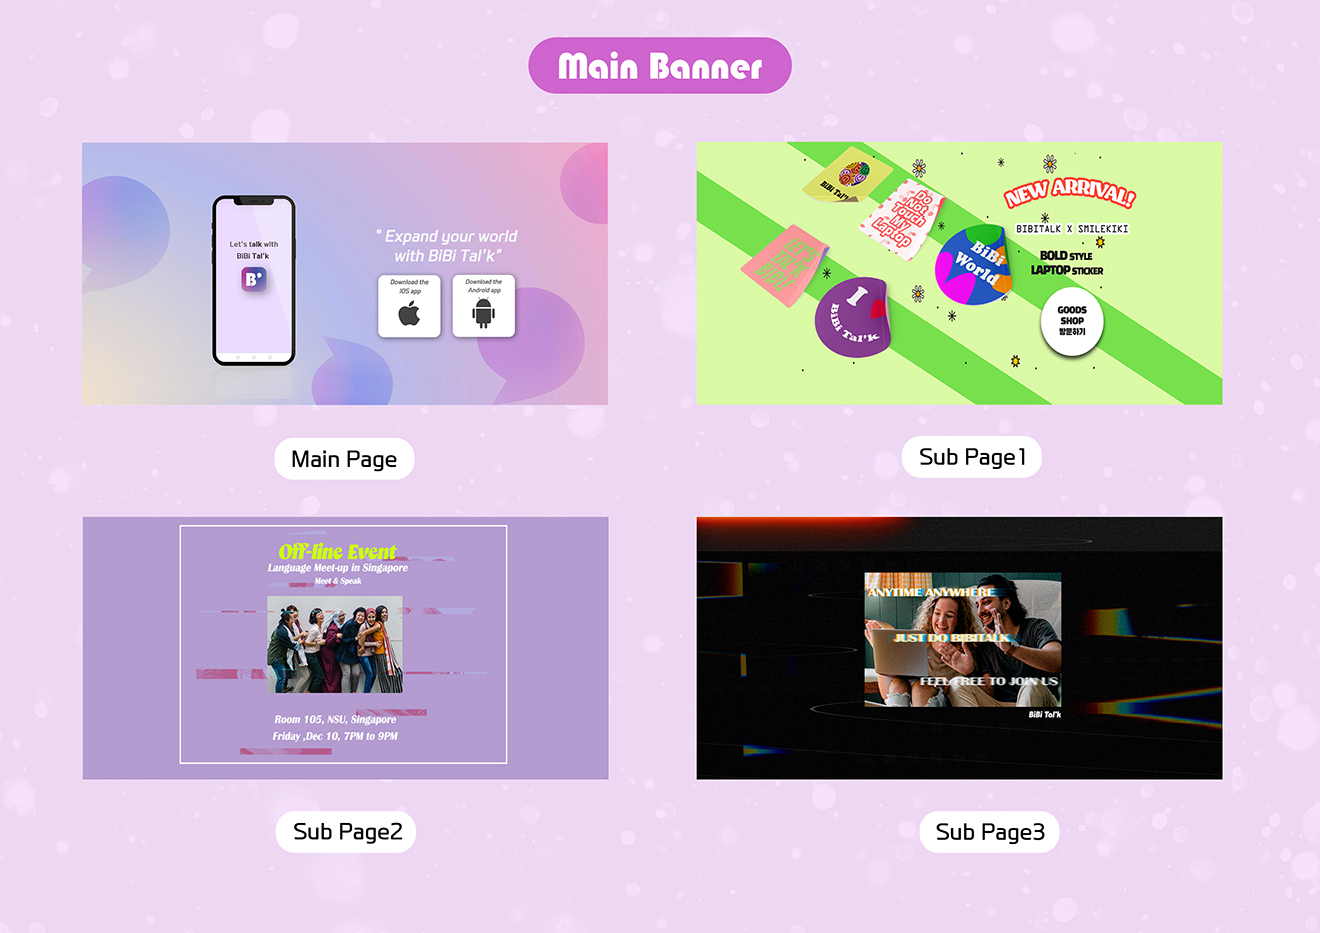 Main Banner
Let's talk with
BiBi Tal'k
B
" Expand your world
with BiBi Tal'k"
Download the
iOS app
Download the
Android app
Main Page
BiBi Tal'k
Do
Not
Touch
My
Laptop
BiBi
World
I
BiBi Tal'k
NEW ARRIVAL!
BIBITALK X SMILEKIKI
BOLD STYLE
LAPTOP STICKER
GOODS
SHOP
방문하기
Sub Page1
Off-line Event
Language Meet-up in Singapore
Meet & Speak
Room 105, NSU, Singapore
Friday ,Dec 10, 7PM to 9PM
Sub Page2
ANYTIME ANYWHERE
JUST DO BIBITALK
FEEL FREE TO JOIN US
BiBi Tal'k
Sub Page3